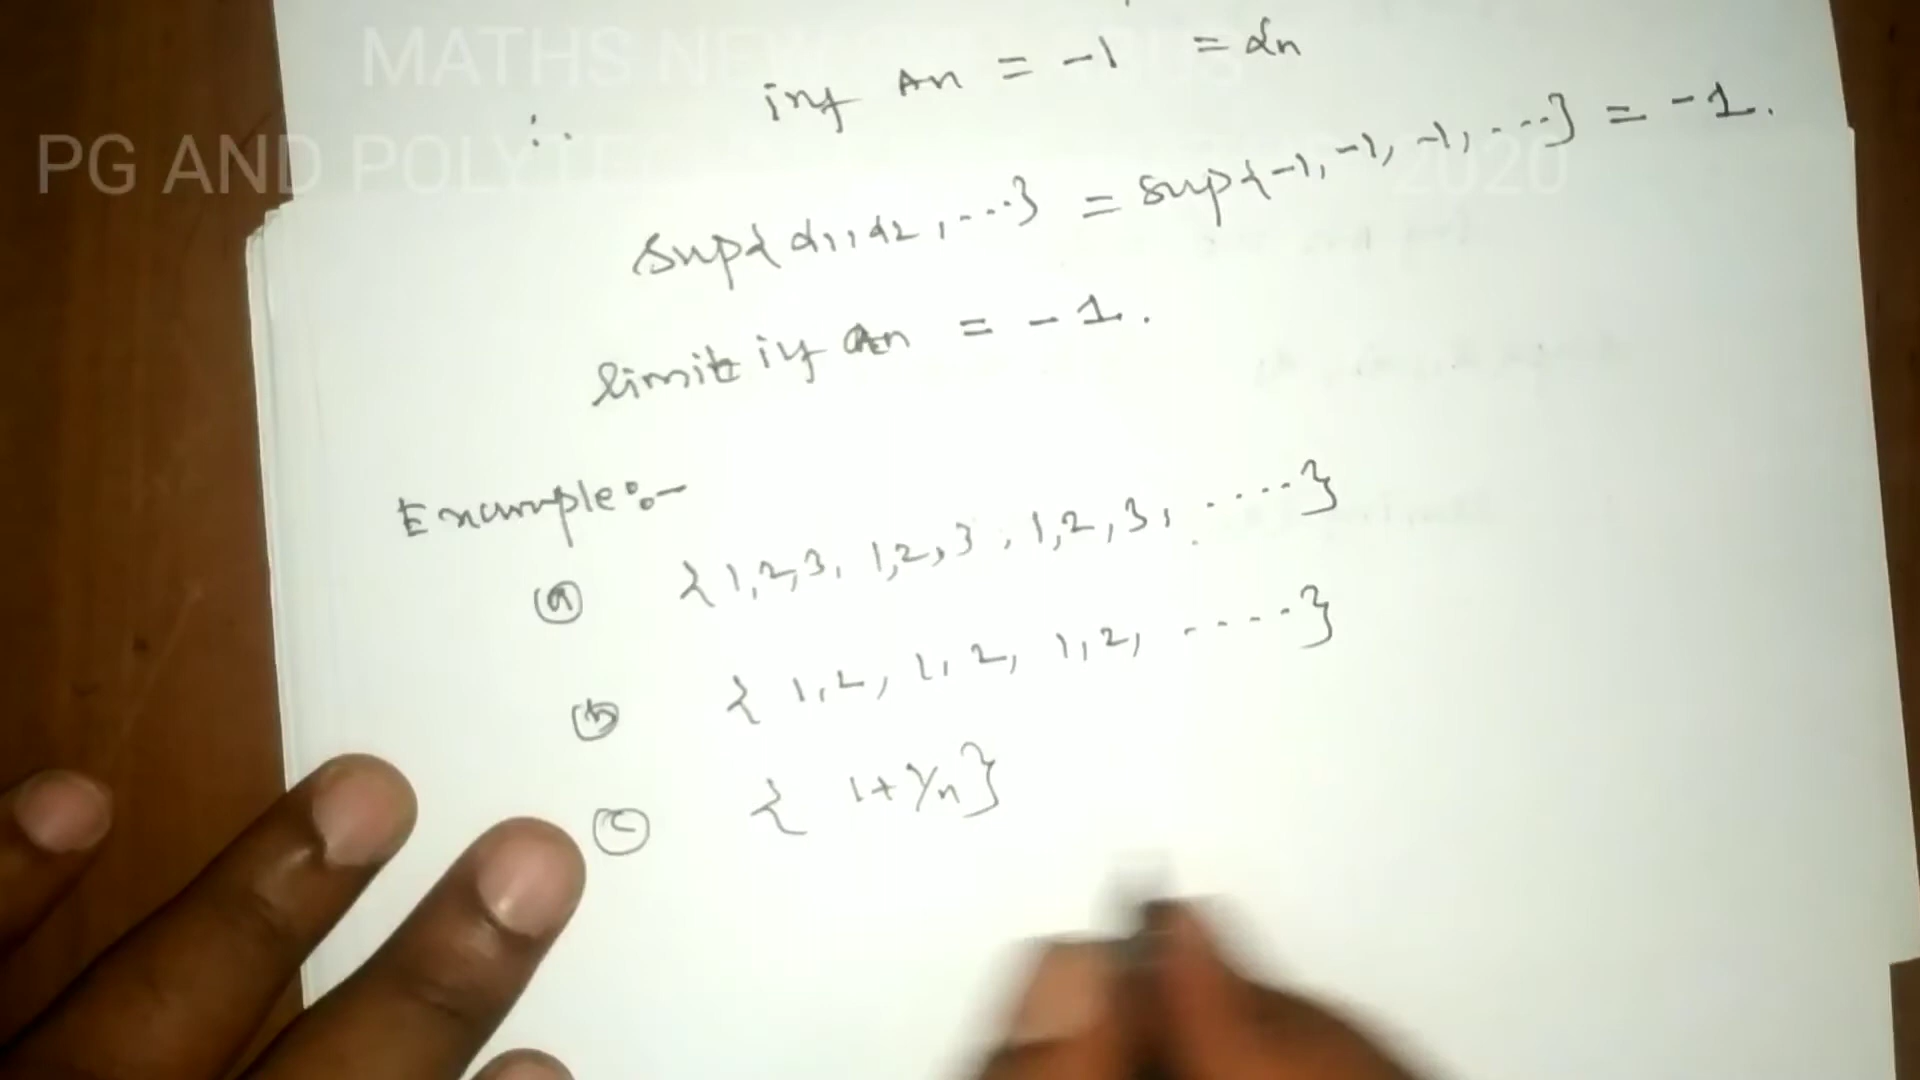 MATHS NEW
PG AND POLYTE 2020
∴ inf An = -1 = αn
sup{α1, α2, ...} = sup{-1, -1, -1, ...} = -1.
limit if an = -1.
Example:-
(a) {1,2,3, 1,2,3, 1,2,3, .....}
(b) {1,2, 1,2, 1,2, .....}
(c) {1+1/n}